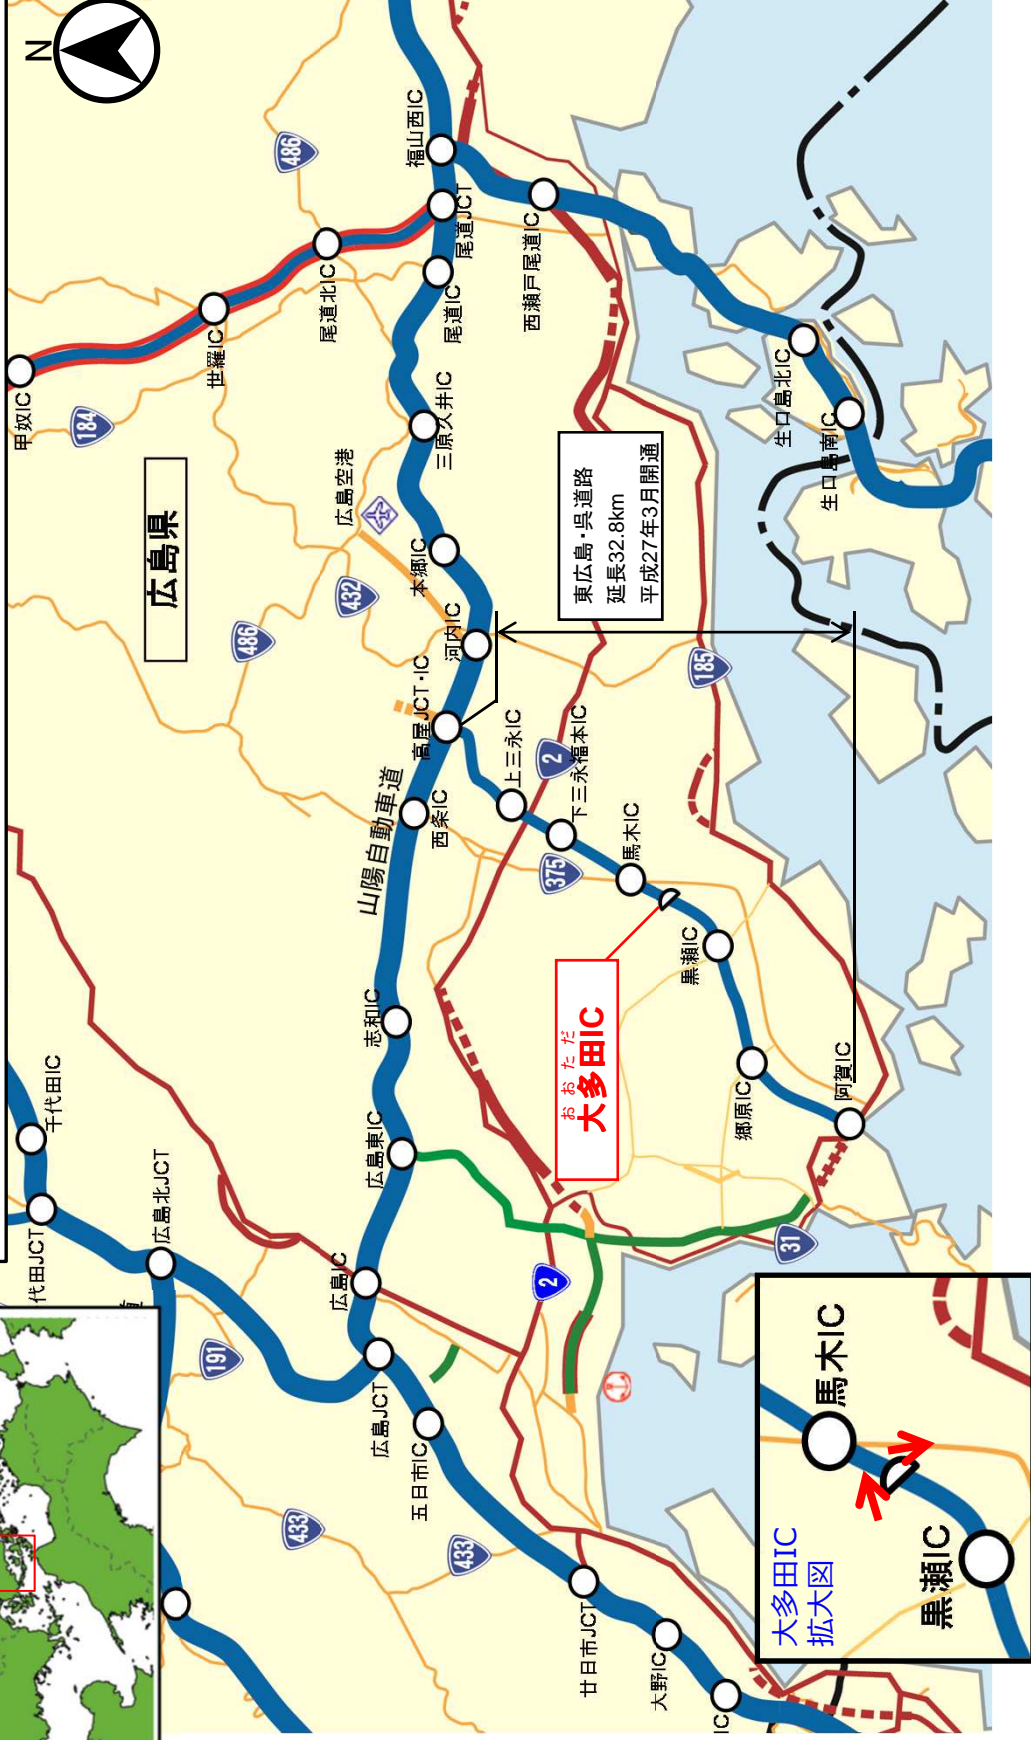 N
広島県
甲奴IC
世羅IC
尾道北IC
184
486
486
432
広島空港
福山西IC
尾道JCT
尾道IC
三原久井IC
本郷IC
河内IC
高屋JCT・IC
西条IC
山陽自動車道
志和IC
広島東IC
広島IC
広島JCT
五日市IC
廿日市JCT
大野IC
IC
千代田IC
代田JCT
広島北JCT
191
433
433
西瀬戸尾道IC
生口島北IC
生口島南IC
東広島・呉道路
延長32.8km
平成27年3月開通
上三永IC
2
下三永福本IC
375
馬木IC
185
黒瀬IC
郷原IC
阿賀IC
おおただ
大多田IC
2
31
大多田IC
拡大図
馬木IC
黒瀬IC